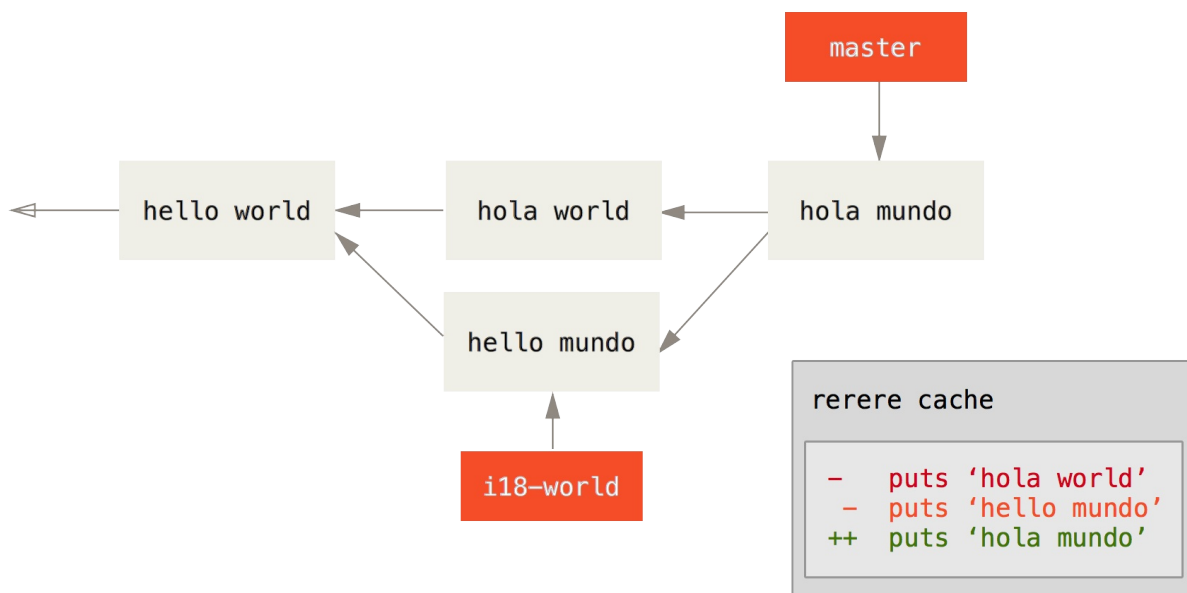 master
hello world
hola world
hola mundo
hello mundo
i18–world
rerere cache
–   puts ‘hola world’
 –  puts ‘hello mundo’
++  puts ‘hola mundo’